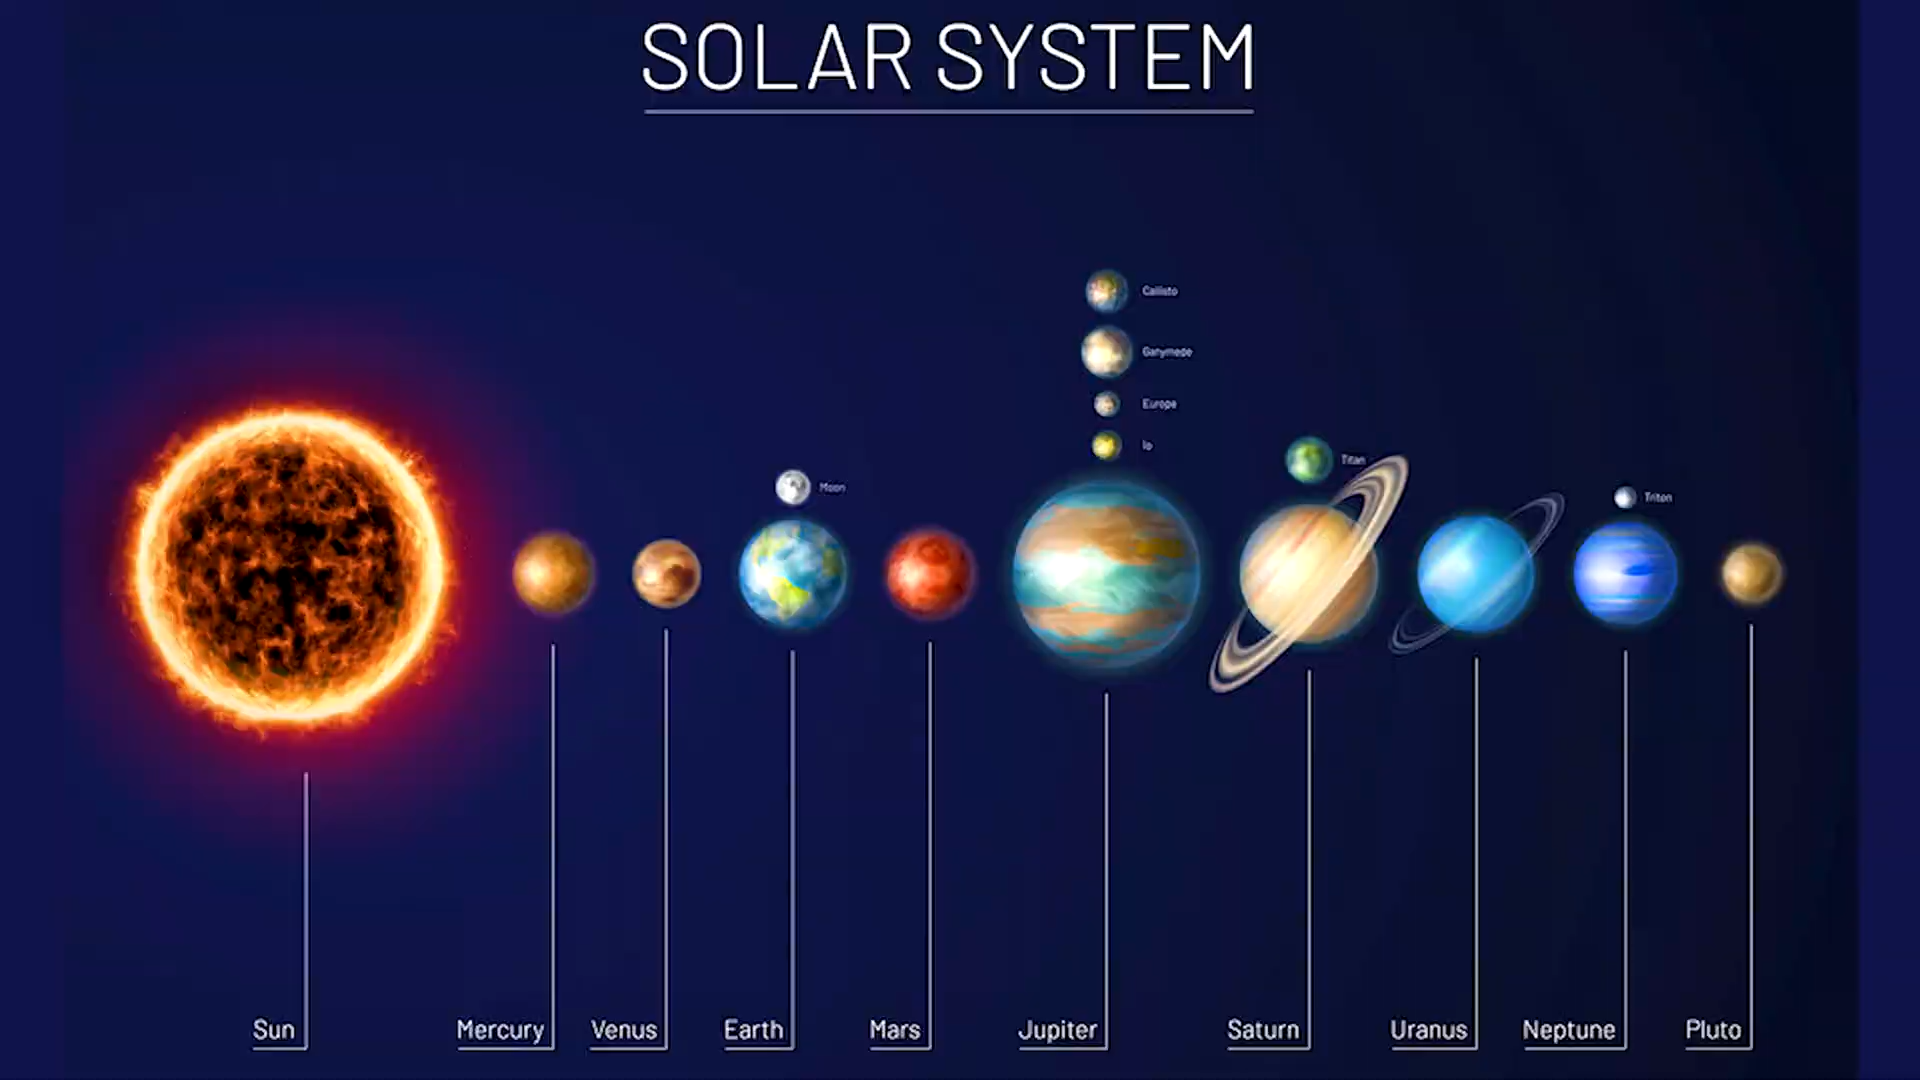 SOLAR SYSTEM
Callisto
Ganymede
Europe
Io
Titan
Moon
Triton
Sun
Mercury
Venus
Earth
Mars
Jupiter
Saturn
Uranus
Neptune
Pluto